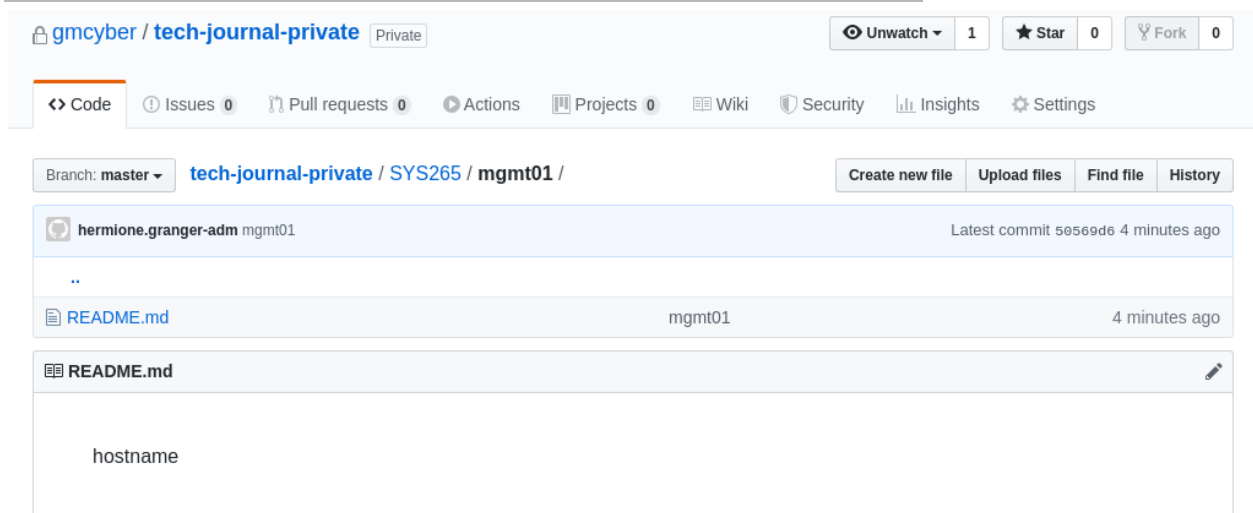 gmcyber / tech-journal-private Private Unwatch 1 Star 0 Fork 0
Code Issues 0 Pull requests 0 Actions Projects 0 Wiki Security Insights Settings
Branch: master tech-journal-private / SYS265 / mgmt01 / Create new file Upload files Find file History
hermione.granger-adm mgmt01 Latest commit 50569d6 4 minutes ago
..
README.md mgmt01 4 minutes ago
README.md
hostname